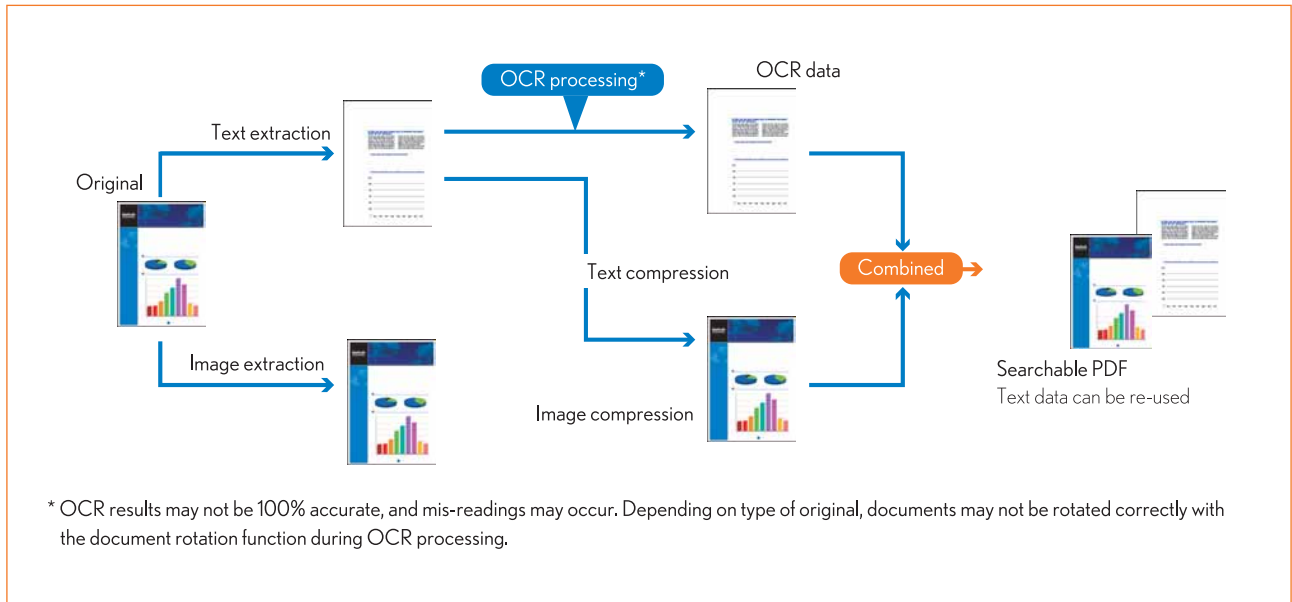 OCR processing*
OCR data
Text extraction
Original
Text compression
Combined
Image extraction
Image compression
Searchable PDF
Text data can be re-used
* OCR results may not be 100% accurate, and mis-readings may occur. Depending on type of original, documents may not be rotated correctly with
the document rotation function during OCR processing.